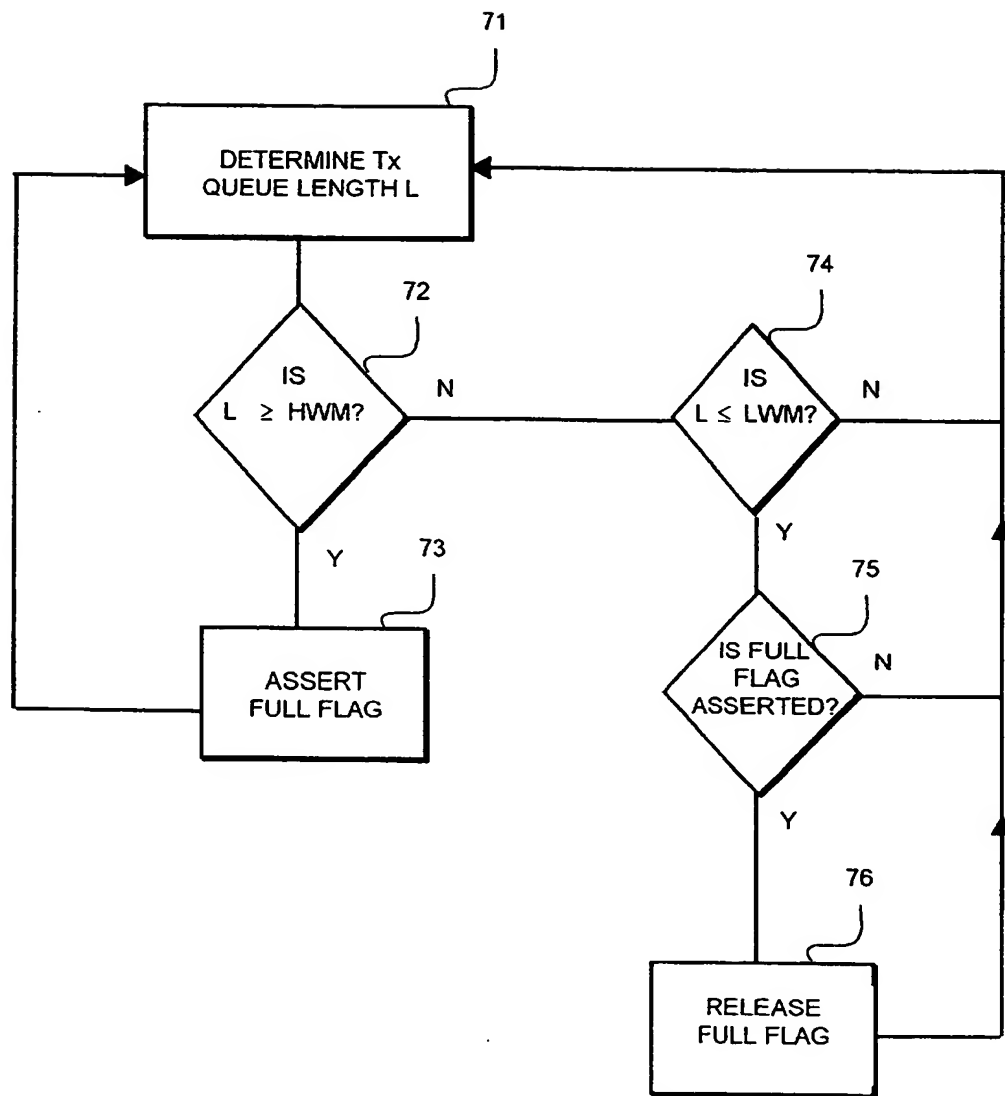 71
DETERMINE Tx
QUEUE LENGTH L
72
IS
L ≥ HWM?
N
Y
73
ASSERT
FULL FLAG
74
IS
L ≤ LWM?
N
Y
75
IS FULL
FLAG
ASSERTED?
N
Y
76
RELEASE
FULL FLAG